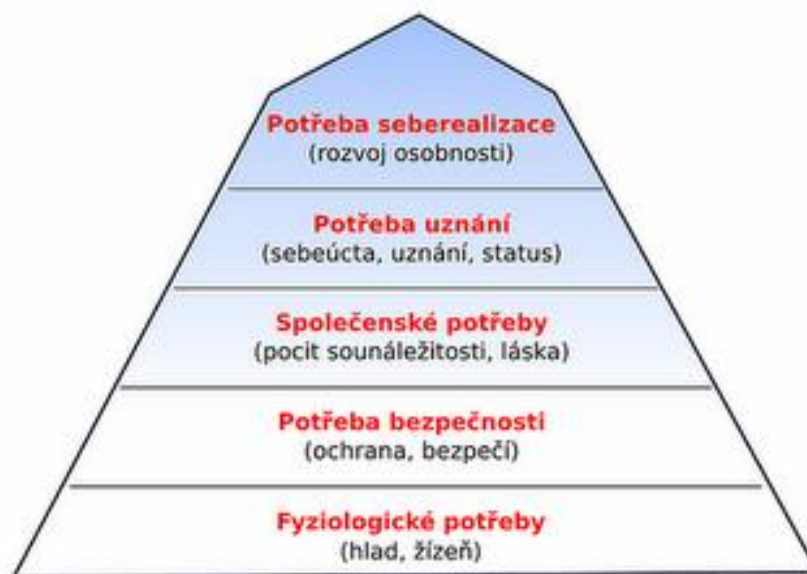 Potřeba seberealizace
(rozvoj osobnosti)
Potřeba uznání
(sebeúcta, uznání, status)
Společenské potřeby
(pocit sounáležitosti, láska)
Potřeba bezpečnosti
(ochrana, bezpečí)
Fyziologické potřeby
(hlad, žízeň)